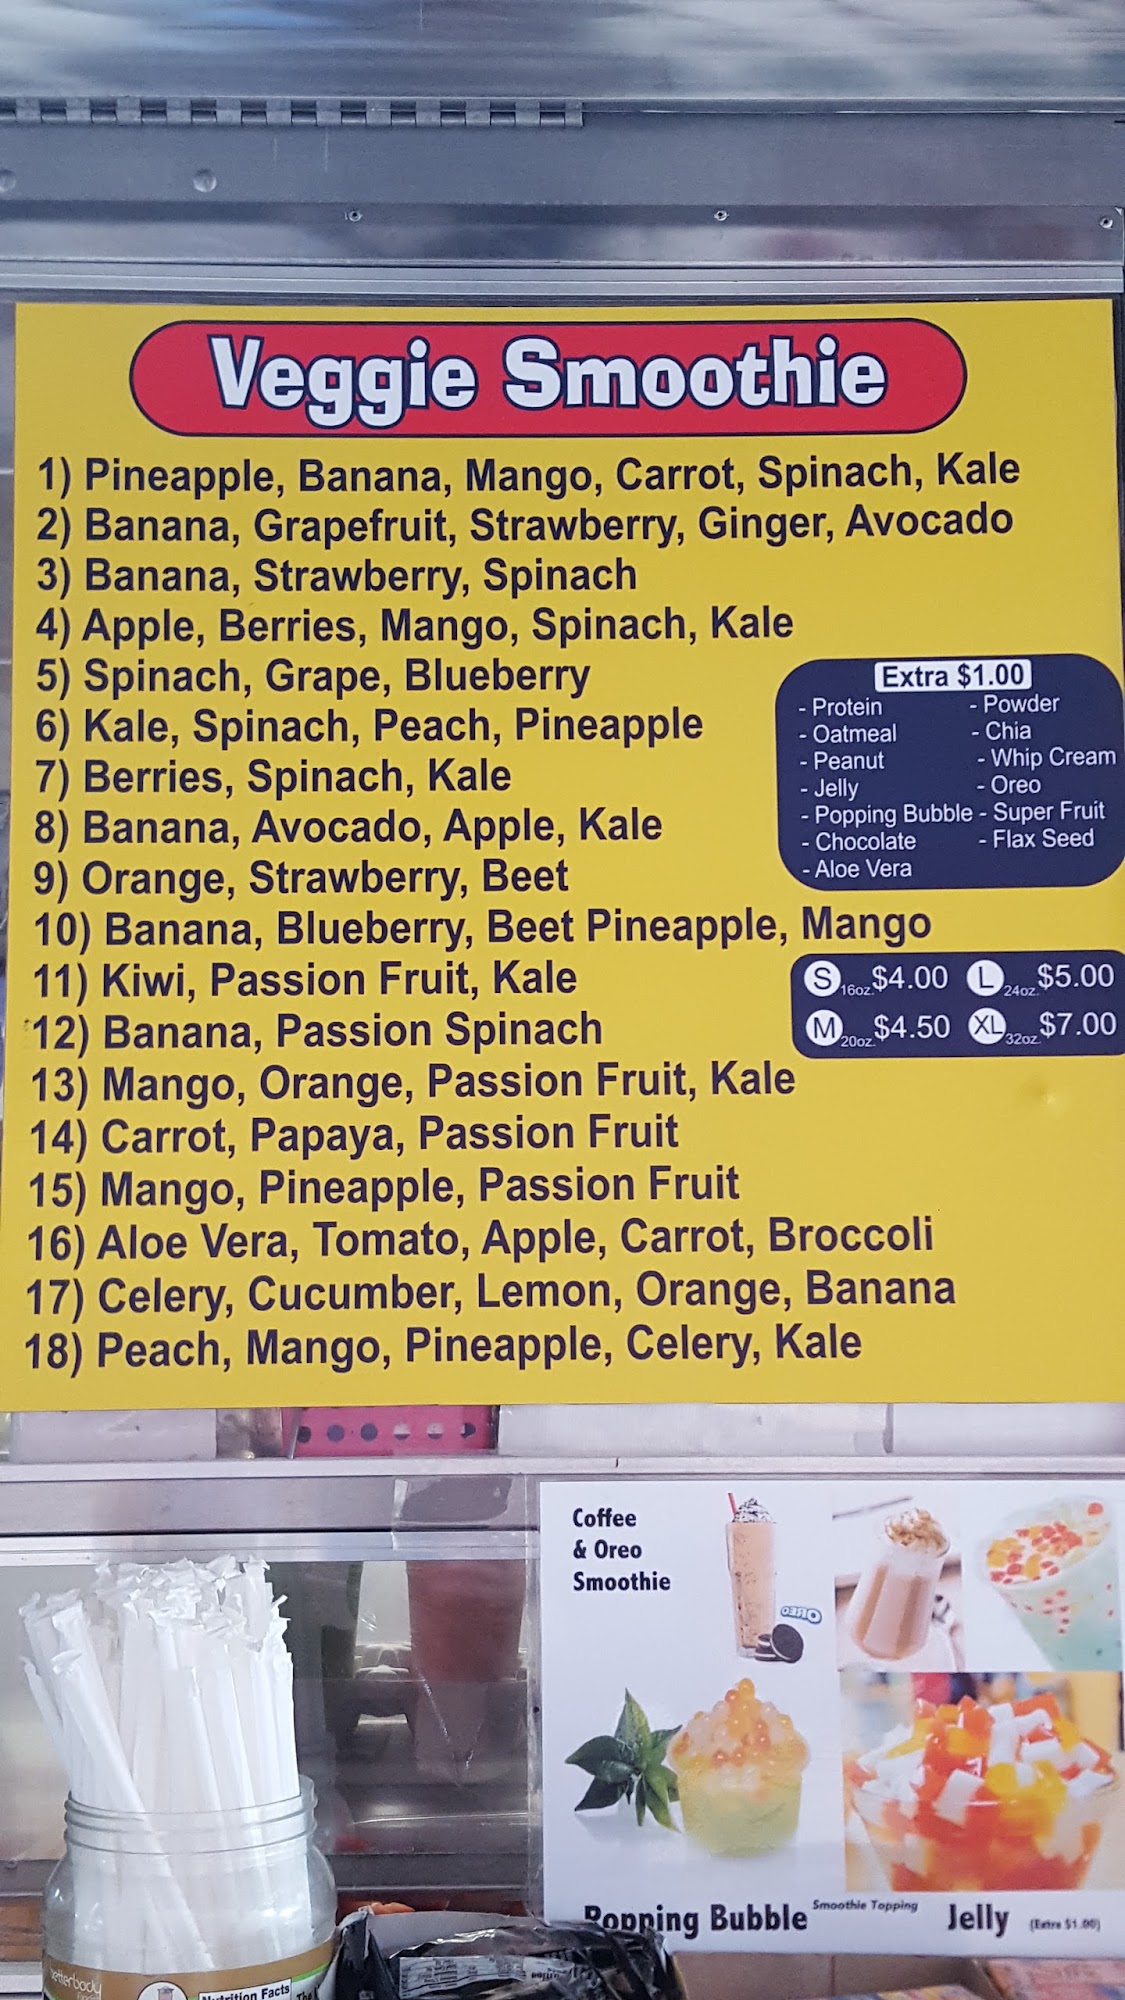 Veggie Smoothie
1) Pineapple, Banana, Mango, Carrot, Spinach, Kale
2) Banana, Grapefruit, Strawberry, Ginger, Avocado
3) Banana, Strawberry, Spinach
4) Apple, Berries, Mango, Spinach, Kale
5) Spinach, Grape, Blueberry
6) Kale, Spinach, Peach, Pineapple
7) Berries, Spinach, Kale
8) Banana, Avocado, Apple, Kale
9) Orange, Strawberry, Beet
10) Banana, Blueberry, Beet Pineapple, Mango
11) Kiwi, Passion Fruit, Kale
12) Banana, Passion Spinach
13) Mango, Orange, Passion Fruit, Kale
14) Carrot, Papaya, Passion Fruit
15) Mango, Pineapple, Passion Fruit
16) Aloe Vera, Tomato, Apple, Carrot, Broccoli
17) Celery, Cucumber, Lemon, Orange, Banana
18) Peach, Mango, Pineapple, Celery, Kale
Extra $1.00
- Protein - Powder
- Oatmeal - Chia
- Peanut - Whip Cream
- Jelly - Oreo
- Popping Bubble - Super Fruit
- Chocolate - Flax Seed
- Aloe Vera
S 16oz. $4.00 L 24oz. $5.00
M 20oz. $4.50 XL 32oz. $7.00
Coffee
& Oreo
Smoothie
OREO
Popping Bubble Smoothie Topping Jelly (Extra $1.00)
betterbody
Nutrition Facts
The